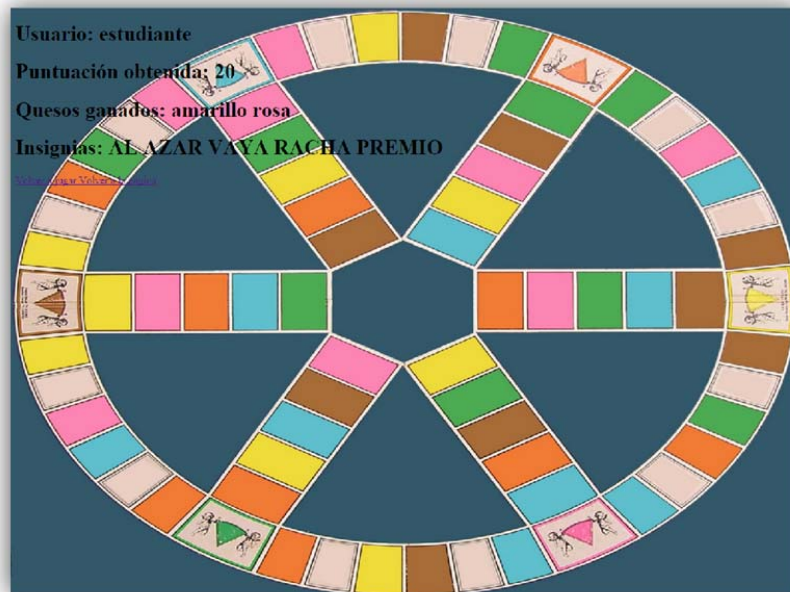 Usuario: estudiante
Puntuación obtenida: 20
Quesos ganados: amarillo rosa
Insignias: AL AZAR VAYA RACHA PREMIO